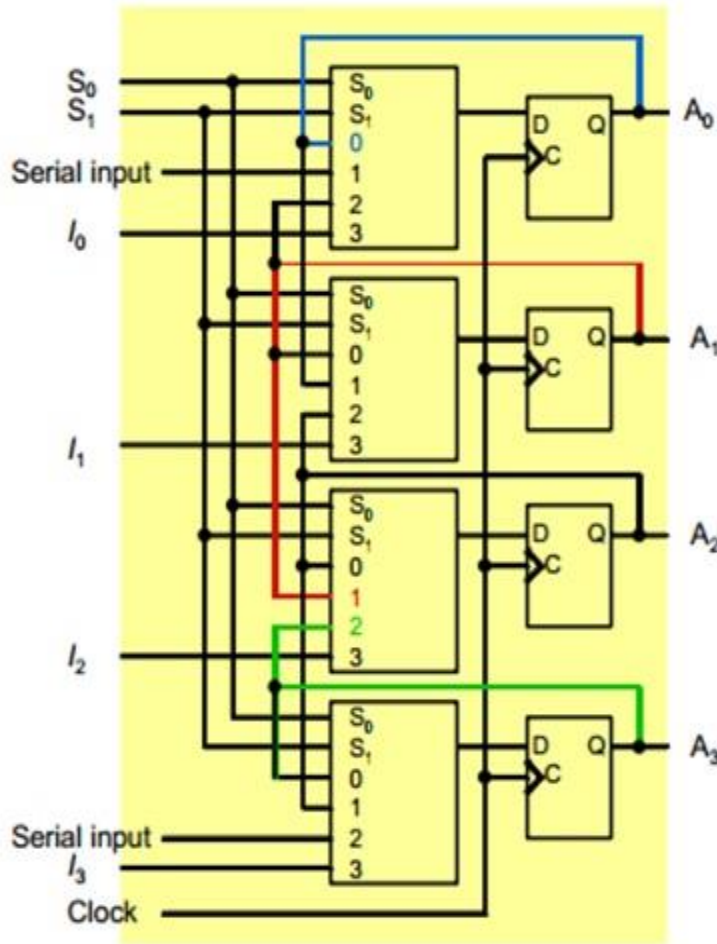 S0
S1
Serial input
I0
I1
I2
Serial input
I3
Clock
S0
S1
0
1
2
3
D Q
C
A0
S0
S1
0
1
2
3
D Q
C
A1
S0
S1
0
1
2
3
D Q
C
A2
S0
S1
0
1
2
3
D Q
C
A3